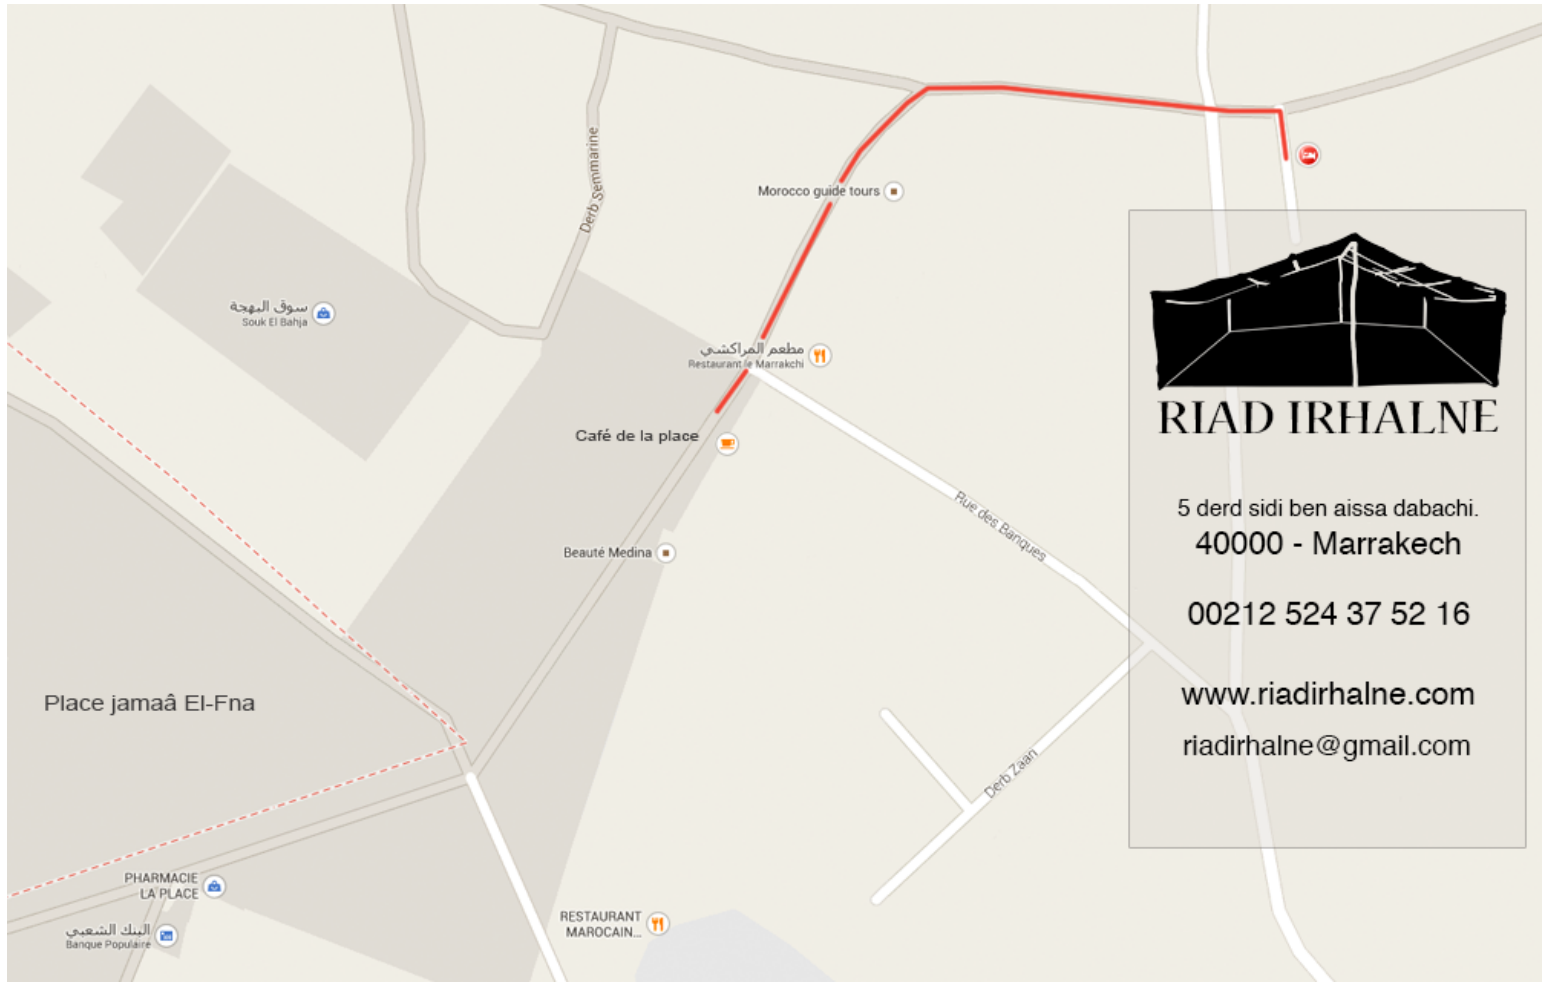 Derb Semmarine
Morocco guide tours
سوق البهجة
Souk El Bahja
مطعم المراكشي
Restaurant le Marrakchi
Café de la place
Rue des Banques
Beauté Medina
Place jamaâ El-Fna
Derb Zaan
PHARMACIE
LA PLACE
البنك الشعبي
Banque Populaire
RESTAURANT
MAROCAIN...
RIAD IRHALNE
5 derd sidi ben aissa dabachi.
40000 - Marrakech
00212 524 37 52 16
www.riadirhalne.com
riadirhalne@gmail.com